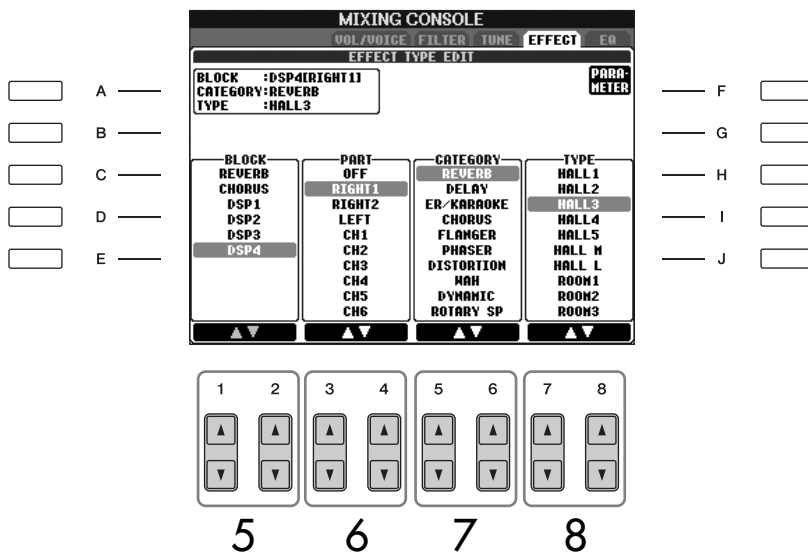 MIXING CONSOLE
VOL/VOICE FILTER TUNE EFFECT EQ
EFFECT TYPE EDIT
BLOCK :DSP4[RIGHT1]
CATEGORY:REVERB
TYPE :HALL3
PARA-
METER
A
B
C
D
E
F
G
H
I
J
BLOCK
REVERB
CHORUS
DSP1
DSP2
DSP3
DSP4
PART
OFF
RIGHT1
RIGHT2
LEFT
CH1
CH2
CH3
CH4
CH5
CH6
CATEGORY
REVERB
DELAY
ER/KARAOKE
CHORUS
FLANGER
PHASER
DISTORTION
WAH
DYNAMIC
ROTARY SP
TYPE
HALL1
HALL2
HALL3
HALL4
HALL5
HALL M
HALL L
ROOM1
ROOM2
ROOM3
1 2 3 4 5 6 7 8
5 6 7 8